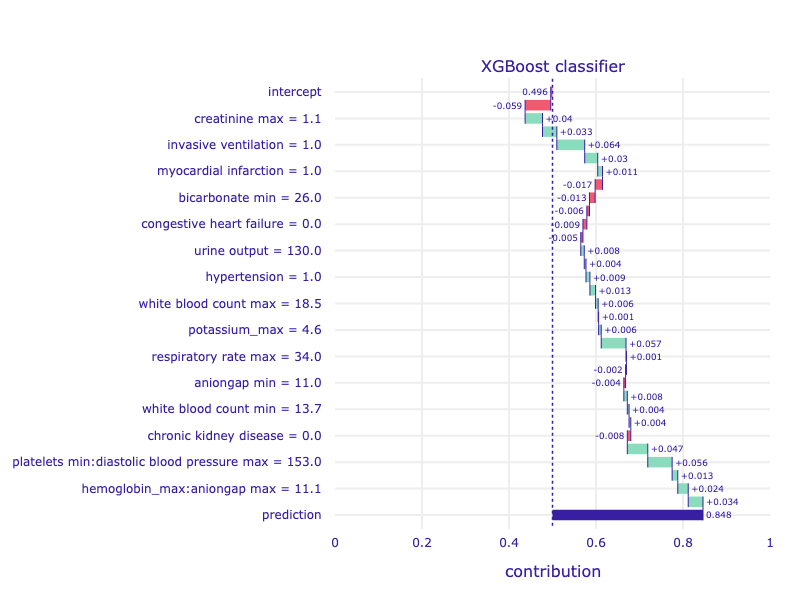 XGBoost classifier
intercept 0.496
-0.059
creatinine max = 1.1 +0.04
+0.033
invasive ventilation = 1.0 +0.064
+0.03
myocardial infarction = 1.0 +0.011
-0.017
bicarbonate min = 26.0 -0.013
-0.006
congestive heart failure = 0.0 -0.009
-0.005
urine output = 130.0 +0.008
+0.004
hypertension = 1.0 +0.009
+0.013
white blood count max = 18.5 +0.006
+0.001
potassium_max = 4.6 +0.006
+0.057
respiratory rate max = 34.0 +0.001
-0.002
aniongap min = 11.0 -0.004
+0.008
white blood count min = 13.7 +0.004
+0.004
chronic kidney disease = 0.0 -0.008
+0.047
platelets min:diastolic blood pressure max = 153.0 +0.056
+0.013
hemoglobin_max:aniongap max = 11.1 +0.024
+0.034
prediction 0.848
0 0.2 0.4 0.6 0.8 1
contribution